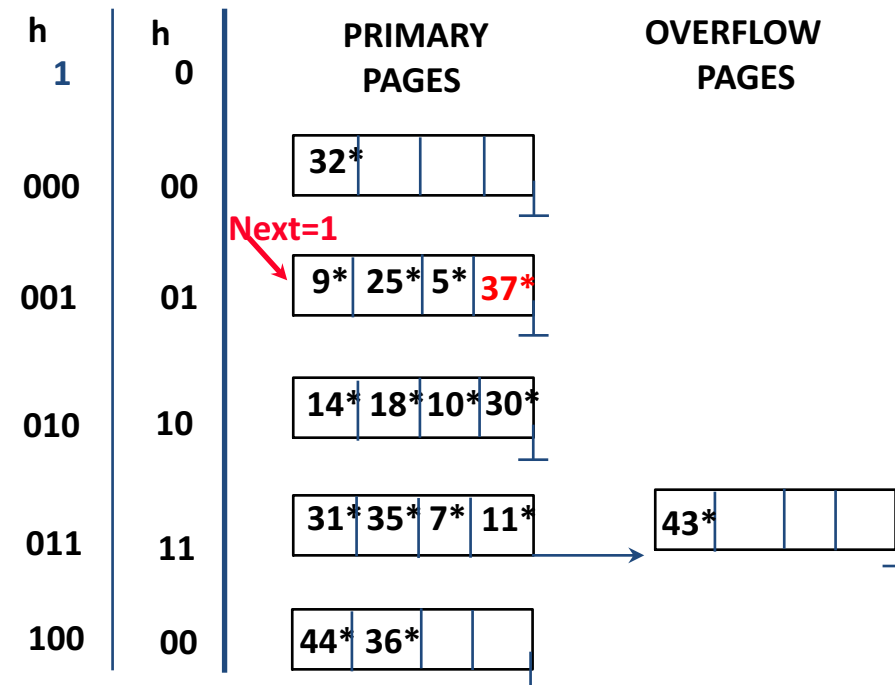 h h PRIMARY OVERFLOW
1 0 PAGES PAGES
32*
000 00
Next=1
9* 25* 5* 37*
001 01
14* 18* 10* 30*
010 10
31* 35* 7* 11* 43*
011 11
100 00 44* 36*